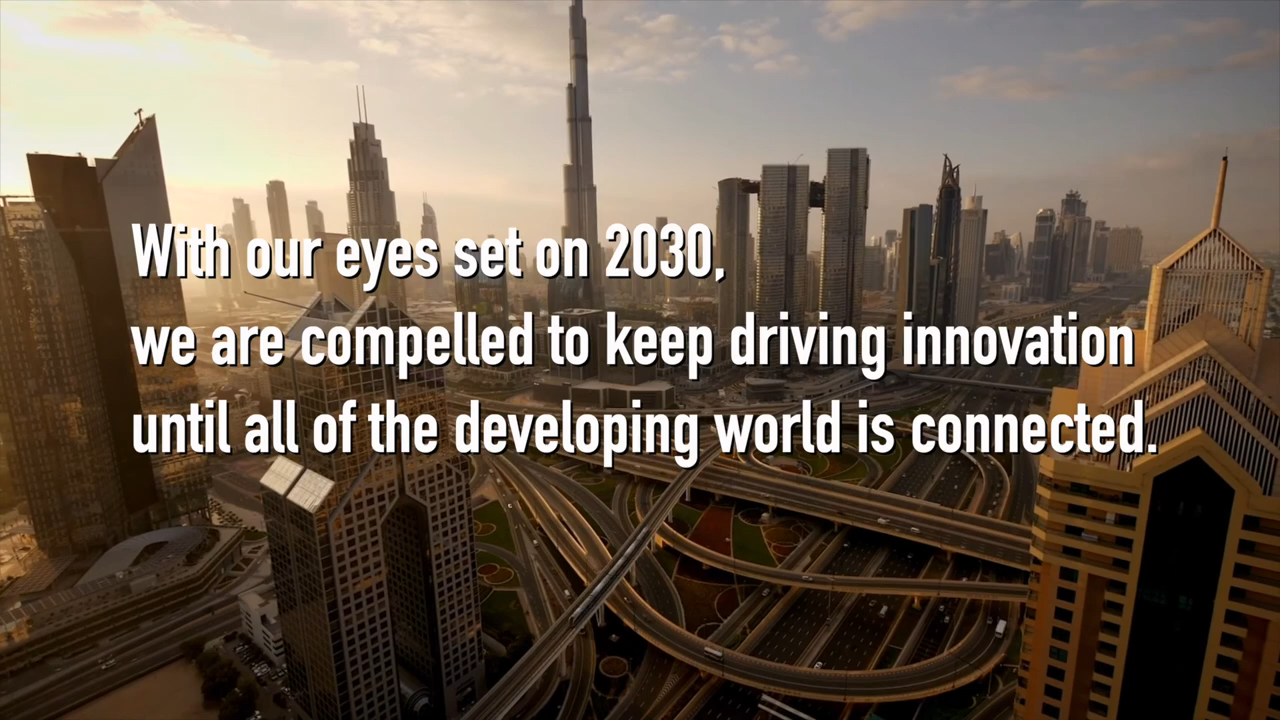 With our eyes set on 2030,
we are compelled to keep driving innovation
until all of the developing world is connected.